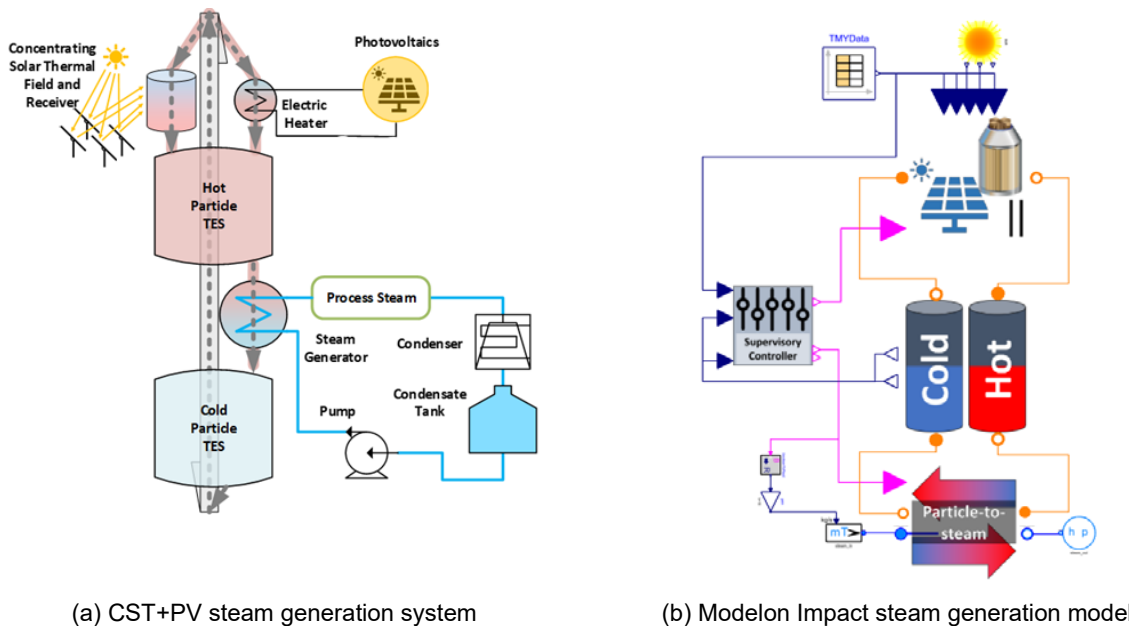 Concentrating
Solar Thermal
Field and
Receiver
Photovoltaics
Electric
Heater
Hot
Particle
TES
Process Steam
Steam
Generator
Condenser
Condensate
Tank
Pump
Cold
Particle
TES
(a) CST+PV steam generation system
TMYData
Supervisory
Controller
Cold
Hot
Particle-to-
steam
mT
h p
(b) Modelon Impact steam generation model